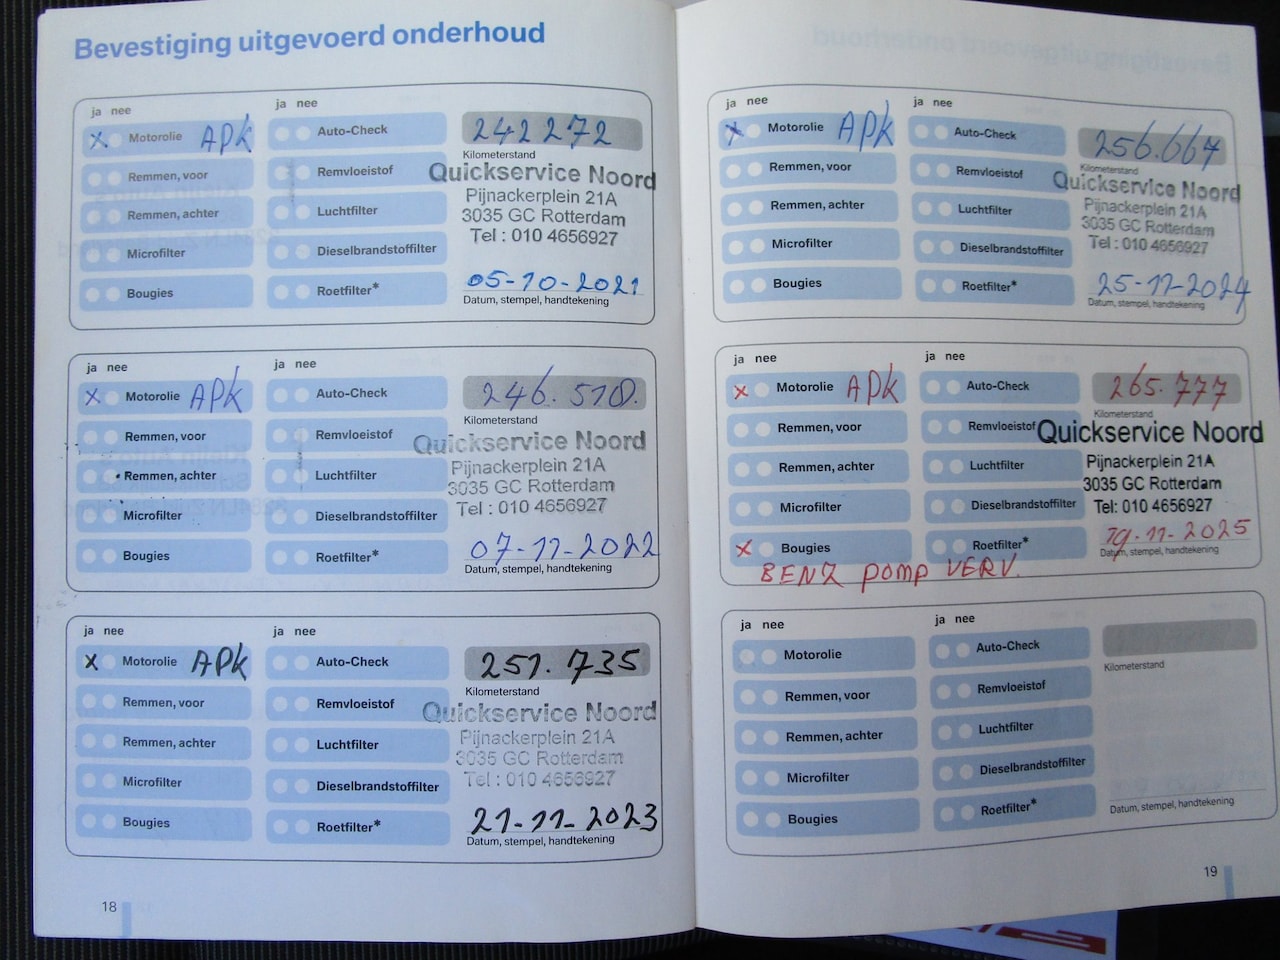 Bevestiging uitgevoerd onderhoud
ja nee
ja nee
Motorolie APK
Auto-Check
242272
Kilometerstand
Remmen, voor
Remvloeistof
Quickservice Noord
Pijnackerplein 21A
Remmen, achter
Luchtfilter
3035 GC Rotterdam
Tel : 010 4656927
Microfilter
Dieselbrandstoffilter
Bougies
Roetfilter*
05-10-2021
Datum, stempel, handtekening
ja nee
ja nee
Motorolie APK
Auto-Check
246.510.
Kilometerstand
Remmen, voor
Remvloeistof
Quickservice Noord
Pijnackerplein 21A
Remmen, achter
Luchtfilter
3035 GC Rotterdam
Tel : 010 4656927
Microfilter
Dieselbrandstoffilter
Bougies
Roetfilter*
07-11-2022
Datum, stempel, handtekening
ja nee
ja nee
Motorolie APK
Auto-Check
251.735
Kilometerstand
Remmen, voor
Remvloeistof
Quickservice Noord
Pijnackerplein 21A
Remmen, achter
Luchtfilter
3035 GC Rotterdam
Tel : 010 4656927
Microfilter
Dieselbrandstoffilter
Bougies
Roetfilter*
21-11-2023
Datum, stempel, handtekening
18
ja nee
ja nee
Motorolie APK
Auto-Check
256.667
Kilometerstand
Remmen, voor
Remvloeistof
Quickservice Noord
Pijnackerplein 21A
Remmen, achter
Luchtfilter
3035 GC Rotterdam
Tel : 010 4656927
Microfilter
Dieselbrandstoffilter
Bougies
Roetfilter*
25-11-2024
Datum, stempel, handtekening
ja nee
ja nee
Motorolie APK
Auto-Check
265.777
Kilometerstand
Remmen, voor
Remvloeistof
Quickservice Noord
Pijnackerplein 21A
Remmen, achter
Luchtfilter
3035 GC Rotterdam
Tel: 010 4656927
Microfilter
Dieselbrandstoffilter
Bougies
Roetfilter*
19-11-2025
Datum, stempel, handtekening
BENZ POMP VERV.
ja nee
ja nee
Motorolie
Auto-Check
Kilometerstand
Remmen, voor
Remvloeistof
Remmen, achter
Luchtfilter
Microfilter
Dieselbrandstoffilter
Bougies
Roetfilter*
Datum, stempel, handtekening
19